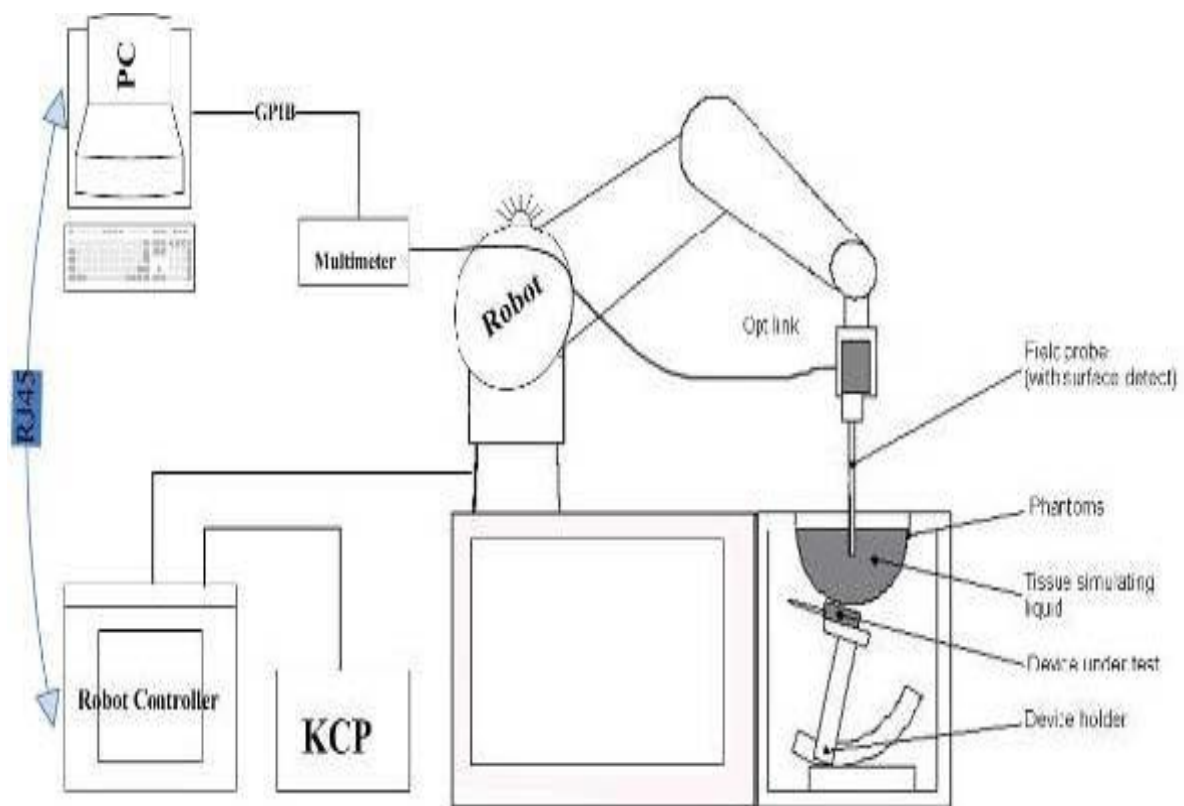 PC
GPIB
Multimeter
Robot
Opt link
Field probe
(with surface detect)
RJ45
Phantoms
Tissue simulating
liquid
Device under test
Device holder
Robot Controller
KCP